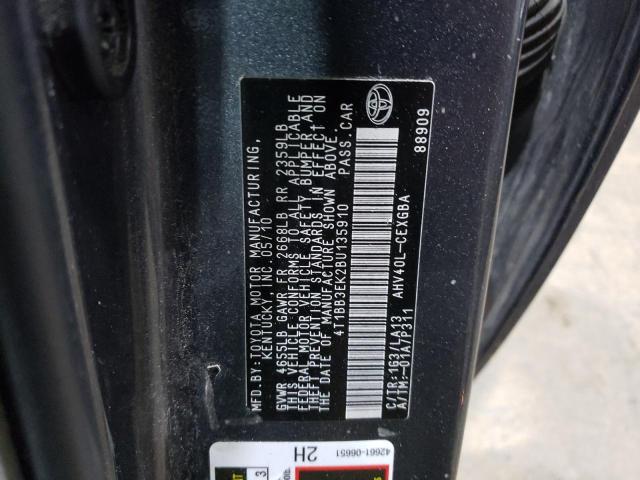 MFD.BY:TOYOTA MOTOR MANUFACTURING,
KENTUCKY, INC. 05/10
GVWR 4655LB GAWR FR 2668LB RR 2359LB
THIS VEHICLE CONFORMS TO ALL APPLICABLE
FEDERAL MOTOR VEHICLE SAFETY, BUMPER AND
THEFT PREVENTION STANDARDS IN EFFECT ON
THE DATE OF MANUFACTURE SHOWN ABOVE.
4T1BB3EK2BU135910 PASS. CAR
C/TR:1G3/LA13 AHV40L-CEXGBA
A/TM:-01A/P311 88909
42661-06651
2H
3